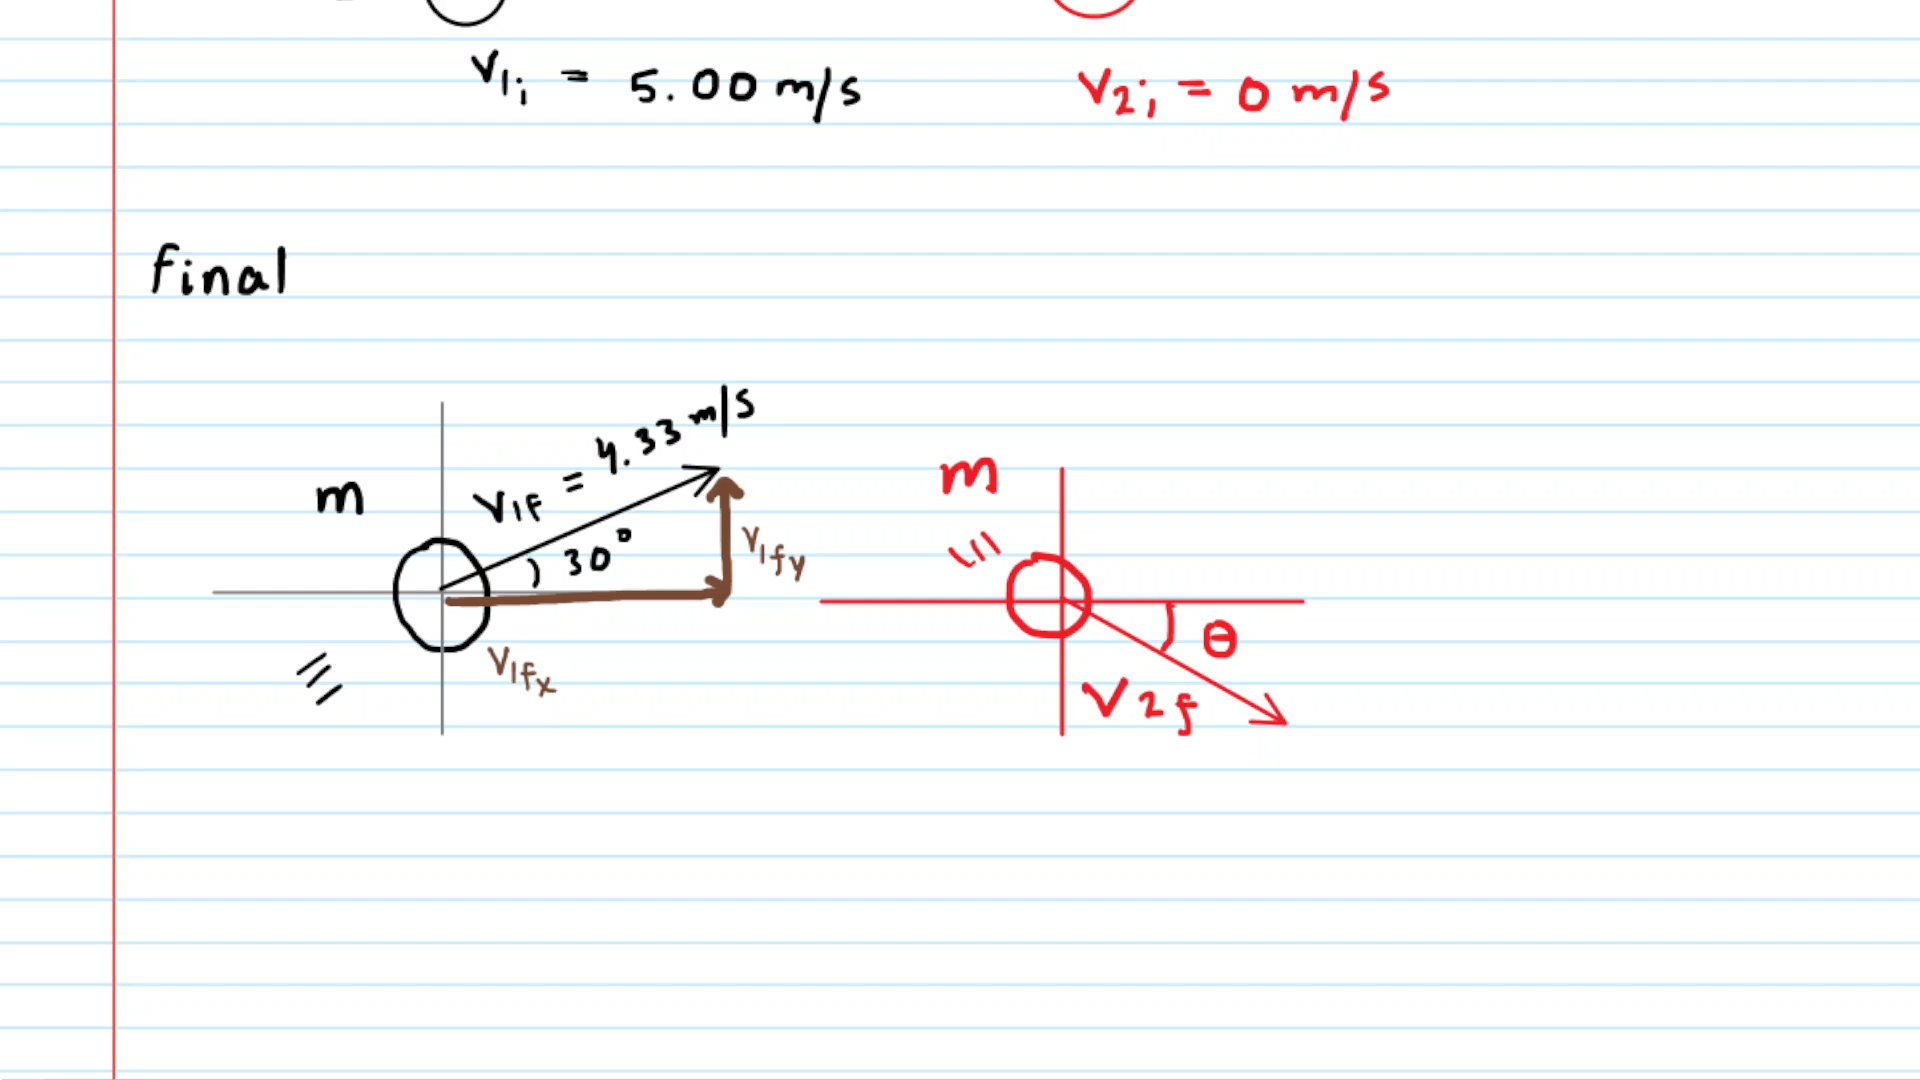 V1i = 5.00 m/s
V2i = 0 m/s
final
m
V1F = 4.33 m/s
30°
V1fy
V1fx
m
θ
V2f